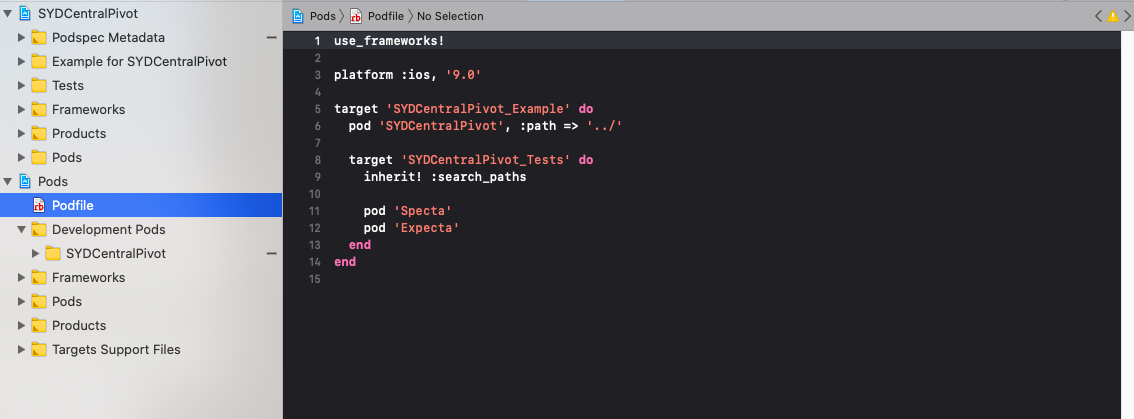 SYDCentralPivot
Podspec Metadata
Example for SYDCentralPivot
Tests
Frameworks
Products
Pods
Pods
Podfile
Development Pods
SYDCentralPivot
Frameworks
Pods
Products
Targets Support Files
Pods 〉 rb Podfile 〉 No Selection
1 use_frameworks!
2
3 platform :ios, '9.0'
4
5 target 'SYDCentralPivot_Example' do
6   pod 'SYDCentralPivot', :path => '../'
7
8   target 'SYDCentralPivot_Tests' do
9     inherit! :search_paths
10
11     pod 'Specta'
12     pod 'Expecta'
13   end
14 end
15